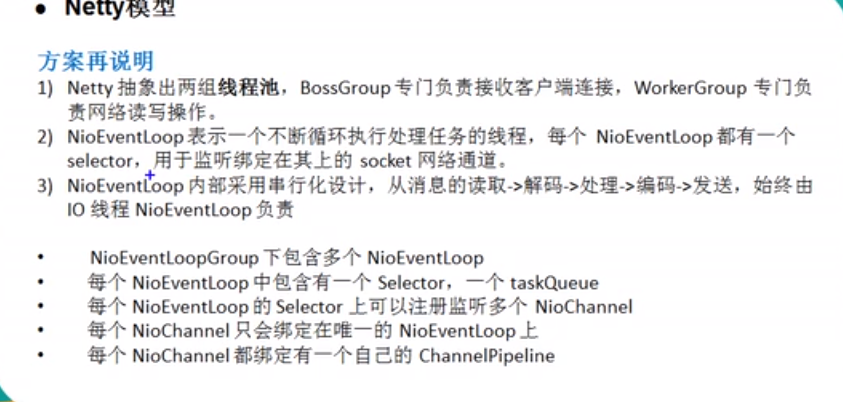 • Netty模型
方案再说明
1) Netty 抽象出两组线程池，BossGroup 专门负责接收客户端连接，WorkerGroup 专门负
责网络读写操作。
2) NioEventLoop 表示一个不断循环执行处理任务的线程，每个 NioEventLoop 都有一个
selector，用于监听绑定在其上的 socket 网络通道。
3) NioEventLoop 内部采用串行化设计，从消息的读取->解码->处理->编码->发送，始终由
IO 线程 NioEventLoop 负责
• NioEventLoopGroup 下包含多个 NioEventLoop
• 每个 NioEventLoop 中包含有一个 Selector，一个 taskQueue
• 每个 NioEventLoop 的 Selector 上可以注册监听多个 NioChannel
• 每个 NioChannel 只会绑定在唯一的 NioEventLoop 上
• 每个 NioChannel 都绑定有一个自己的 ChannelPipeline